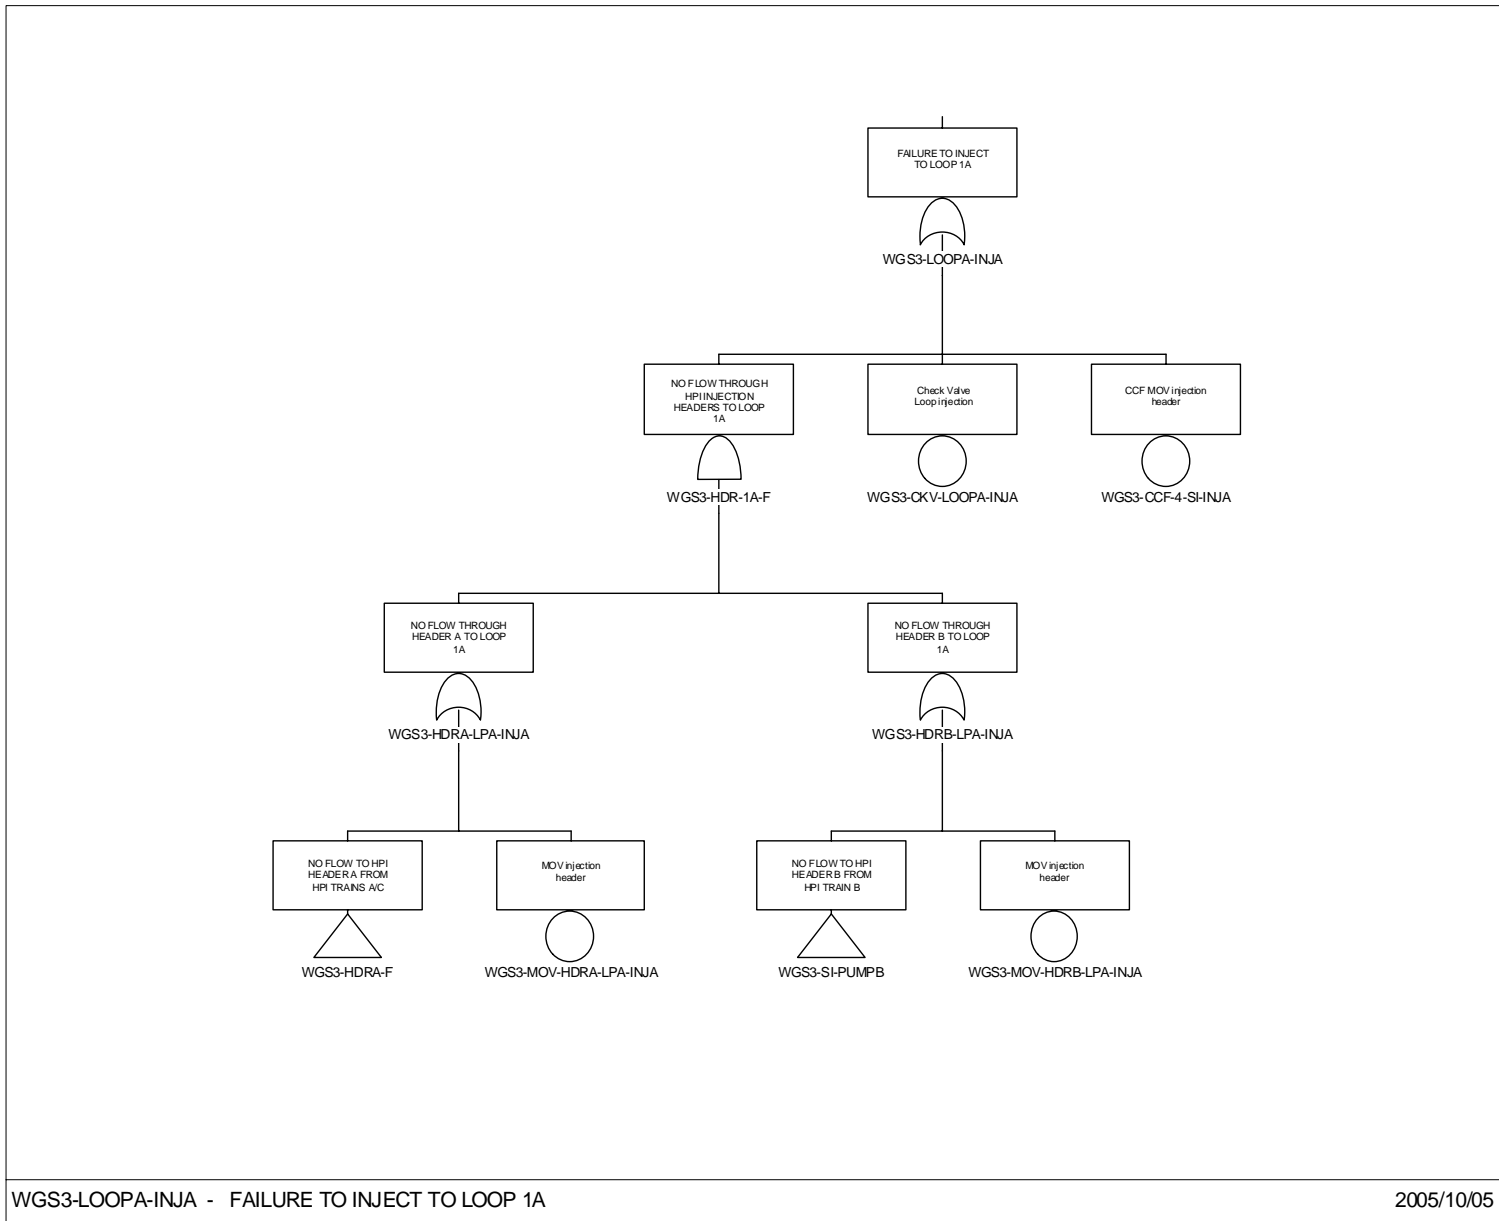 FAILURE TO INJECT
TO LOOP 1A
WGS3-LOOPA-INJA
NO FLOW THROUGH
HPI INJECTION
HEADERS TO LOOP
1A
WGS3-HDR-1A-F
Check Valve
Loop injection
WGS3-CKV-LOOPA-INJA
CCF MOV injection
header
WGS3-CCF-4-SI-INJA
NO FLOW THROUGH
HEADER A TO LOOP
1A
WGS3-HDRA-LPA-INJA
NO FLOW THROUGH
HEADER B TO LOOP
1A
WGS3-HDRB-LPA-INJA
NO FLOW TO HPI
HEADER A FROM
HPI TRAINS A/C
WGS3-HDRA-F
MOV injection
header
WGS3-MOV-HDRA-LPA-INJA
NO FLOW TO HPI
HEADER B FROM
HPI TRAIN B
WGS3-SI-PUMPB
MOV injection
header
WGS3-MOV-HDRB-LPA-INJA
WGS3-LOOPA-INJA - FAILURE TO INJECT TO LOOP 1A
2005/10/05